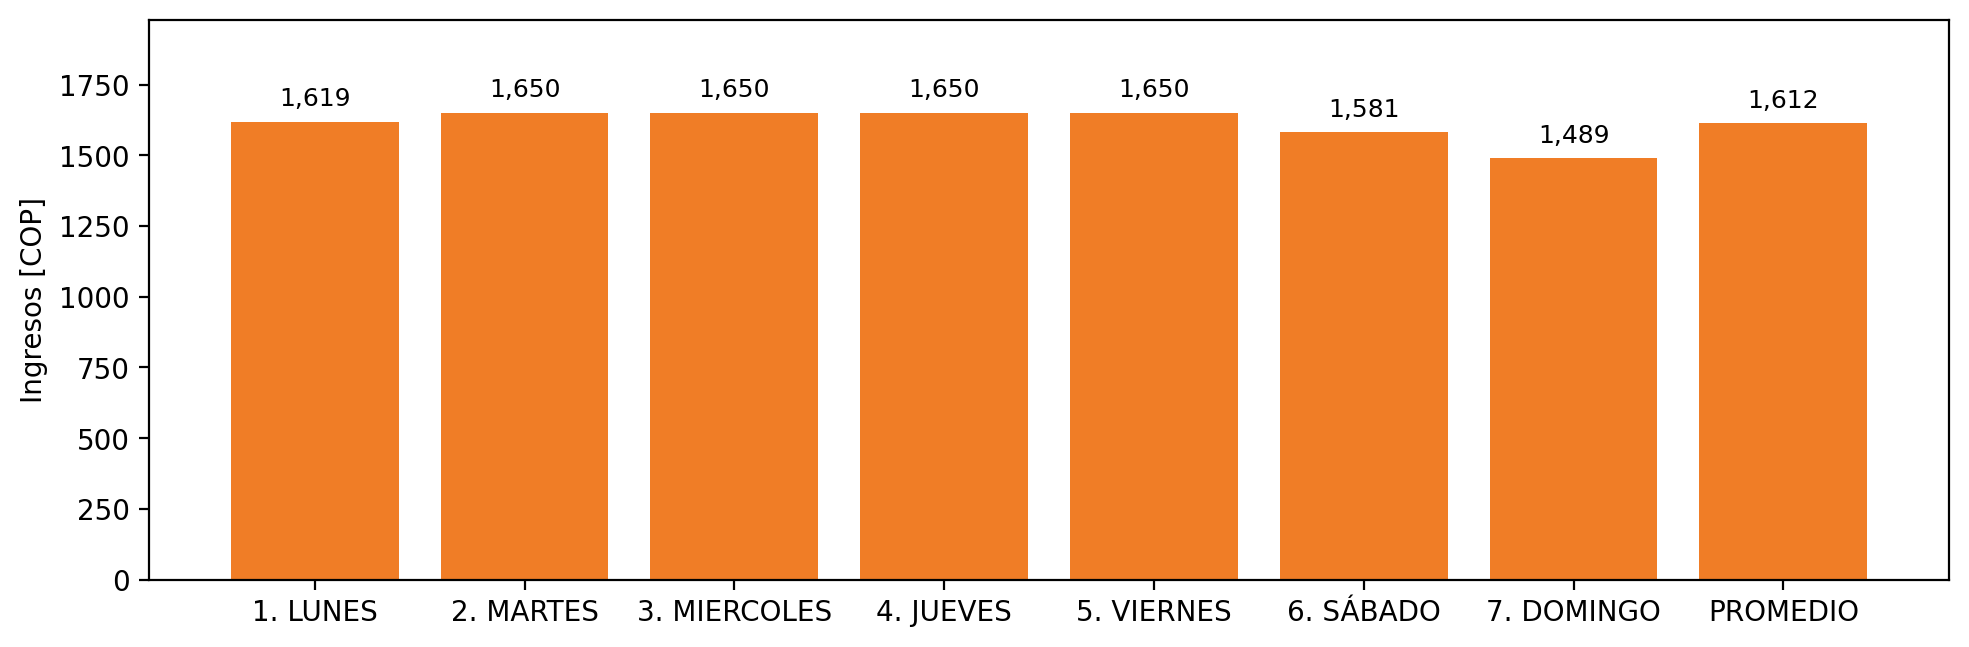 1750
1500
1250
1000
750
500
250
0
Ingresos [COP]
1,619
1,650
1,650
1,650
1,650
1,581
1,489
1,612
1. LUNES
2. MARTES
3. MIERCOLES
4. JUEVES
5. VIERNES
6. SÁBADO
7. DOMINGO
PROMEDIO